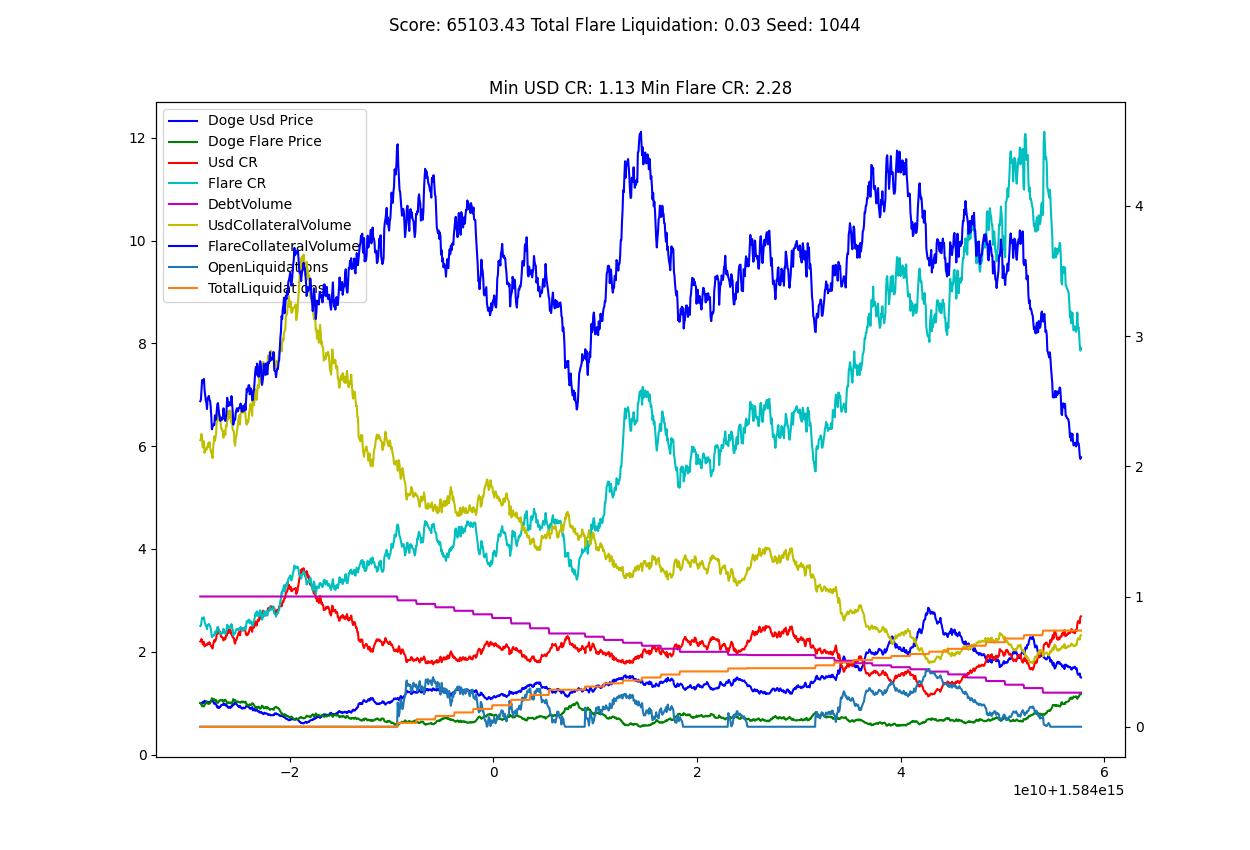 Score: 65103.43 Total Flare Liquidation: 0.03 Seed: 1044
Min USD CR: 1.13 Min Flare CR: 2.28
Doge Usd Price
Doge Flare Price
Usd CR
Flare CR
DebtVolume
UsdCollateralVolume
FlareCollateralVolume
OpenLiquidations
TotalLiquidations
12
10
8
6
4
2
0
4
3
2
1
0
−2
0
2
4
6
1e10+1.584e15